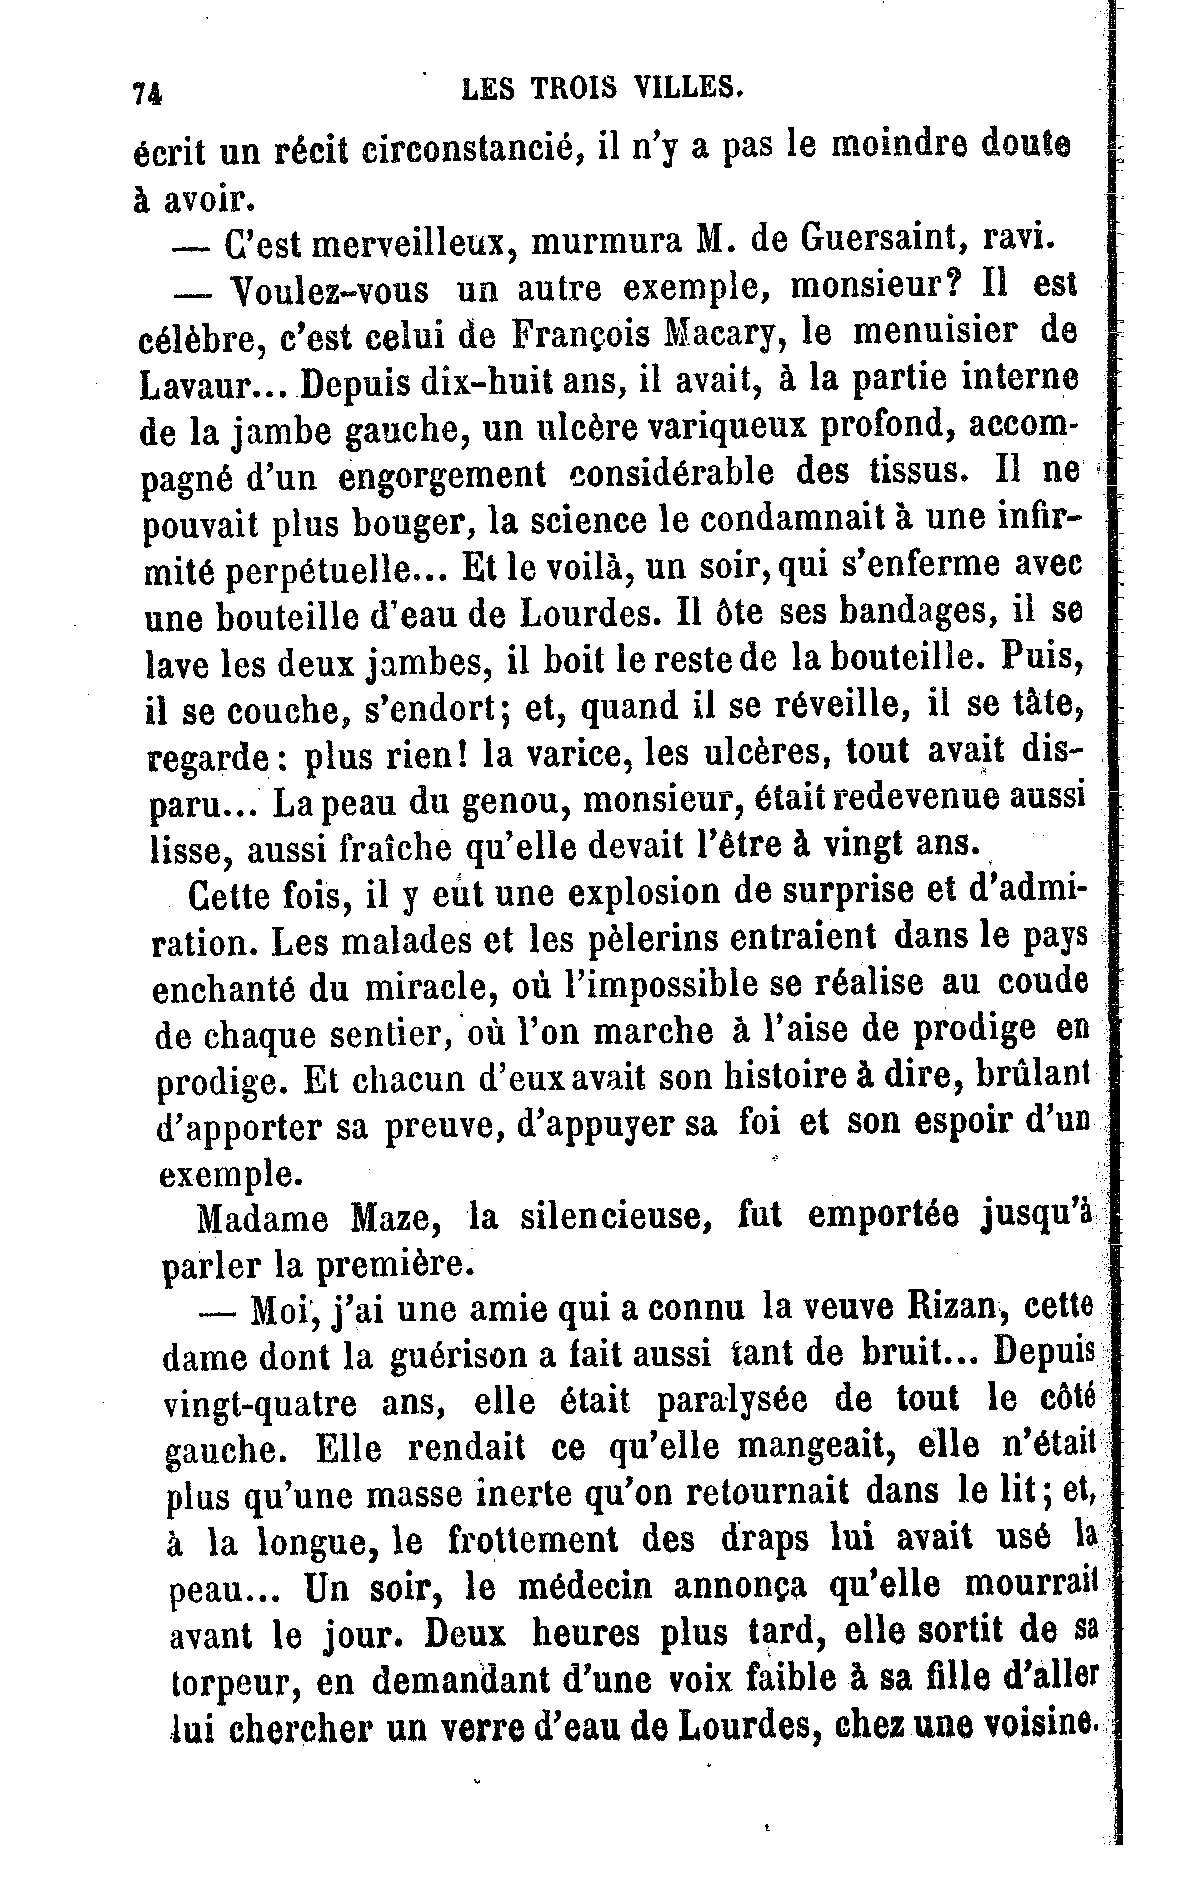 74 LES TROIS VILLES.
écrit un récit circonstancié, il n'y a pas le moindre doute
à avoir.
— C'est merveilleux, murmura M. de Guersaint, ravi.
— Voulez-vous un autre exemple, monsieur? Il est
célèbre, c'est celui de François Macary, le menuisier de
Lavaur... Depuis dix-huit ans, il avait, à la partie interne
de la jambe gauche, un ulcère variqueux profond, accom-
pagné d'un engorgement considérable des tissus. Il ne
pouvait plus bouger, la science le condamnait à une infir-
mité perpétuelle... Et le voilà, un soir, qui s'enferme avec
une bouteille d'eau de Lourdes. Il ôte ses bandages, il se
lave les deux jambes, il boit le reste de la bouteille. Puis,
il se couche, s'endort; et, quand il se réveille, il se tâte,
regarde: plus rien! la varice, les ulcères, tout avait dis-
paru... La peau du genou, monsieur, était redevenue aussi
lisse, aussi fraîche qu'elle devait l'être à vingt ans.
Cette fois, il y eut une explosion de surprise et d'admi-
ration. Les malades et les pèlerins entraient dans le pays
enchanté du miracle, où l'impossible se réalise au coude
de chaque sentier, où l'on marche à l'aise de prodige en
prodige. Et chacun d'eux avait son histoire à dire, brûlant
d'apporter sa preuve, d'appuyer sa foi et son espoir d'un
exemple.
Madame Maze, la silencieuse, fut emportée jusqu'à
parler la première.
— Moi, j'ai une amie qui a connu la veuve Rizan, cette
dame dont la guérison a fait aussi tant de bruit... Depuis
vingt-quatre ans, elle était paralysée de tout le côté
gauche. Elle rendait ce qu'elle mangeait, elle n'était
plus qu'une masse inerte qu'on retournait dans le lit; et,
à la longue, le frottement des draps lui avait usé la
peau... Un soir, le médecin annonça qu'elle mourrait
avant le jour. Deux heures plus tard, elle sortit de sa
torpeur, en demandant d'une voix faible à sa fille d'aller
lui chercher un verre d'eau de Lourdes, chez une voisine.